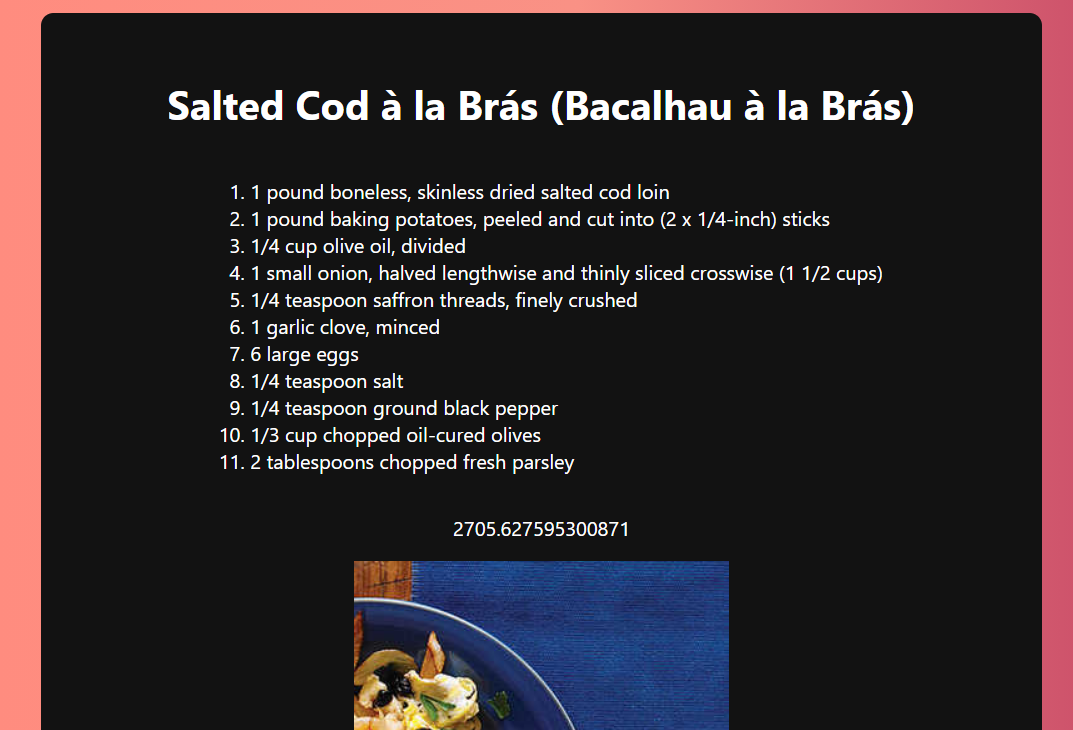 Salted Cod à la Brás (Bacalhau à la Brás)
1. 1 pound boneless, skinless dried salted cod loin
2. 1 pound baking potatoes, peeled and cut into (2 x 1/4-inch) sticks
3. 1/4 cup olive oil, divided
4. 1 small onion, halved lengthwise and thinly sliced crosswise (1 1/2 cups)
5. 1/4 teaspoon saffron threads, finely crushed
6. 1 garlic clove, minced
7. 6 large eggs
8. 1/4 teaspoon salt
9. 1/4 teaspoon ground black pepper
10. 1/3 cup chopped oil-cured olives
11. 2 tablespoons chopped fresh parsley
2705.627595300871